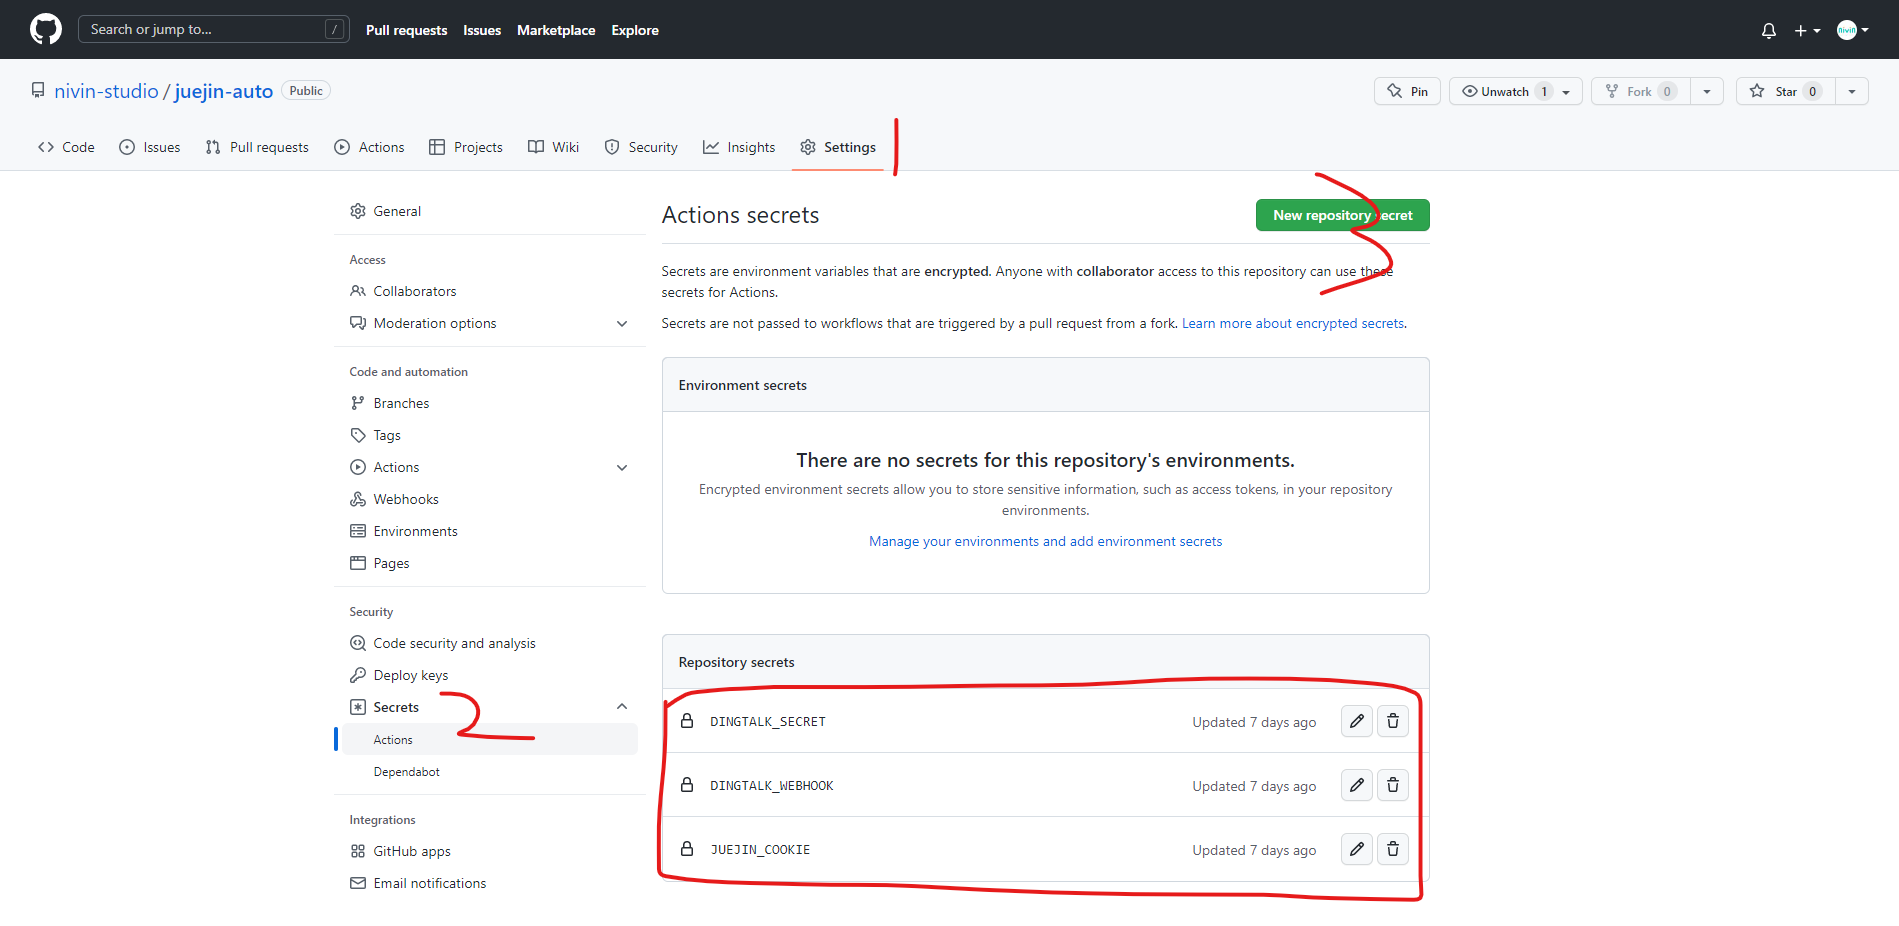 Search or jump to... /
Pull requests
Issues
Marketplace
Explore
nivin
nivin-studio / juejin-auto Public
Pin
Unwatch 1
Fork 0
Star 0
Code
Issues
Pull requests
Actions
Projects
Wiki
Security
Insights
Settings
1
General
Access
Collaborators
Moderation options
Code and automation
Branches
Tags
Actions
Webhooks
Environments
Pages
Security
Code security and analysis
Deploy keys
Secrets
2
Actions
Dependabot
Integrations
GitHub apps
Email notifications
Actions secrets
New repository secret
3
Secrets are environment variables that are encrypted. Anyone with collaborator access to this repository can use these
secrets for Actions.
Secrets are not passed to workflows that are triggered by a pull request from a fork. Learn more about encrypted secrets.
Environment secrets
There are no secrets for this repository's environments.
Encrypted environment secrets allow you to store sensitive information, such as access tokens, in your repository
environments.
Manage your environments and add environment secrets
Repository secrets
DINGTALK_SECRET Updated 7 days ago
DINGTALK_WEBHOOK Updated 7 days ago
JUEJIN_COOKIE Updated 7 days ago